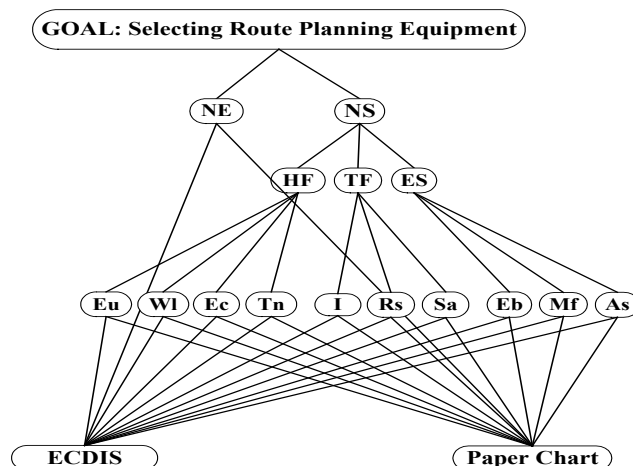 GOAL: Selecting Route Planning Equipment
NE NS
HF TF ES
Eu Wl Ec Tn I Rs Sa Eb Mf As
ECDIS Paper Chart